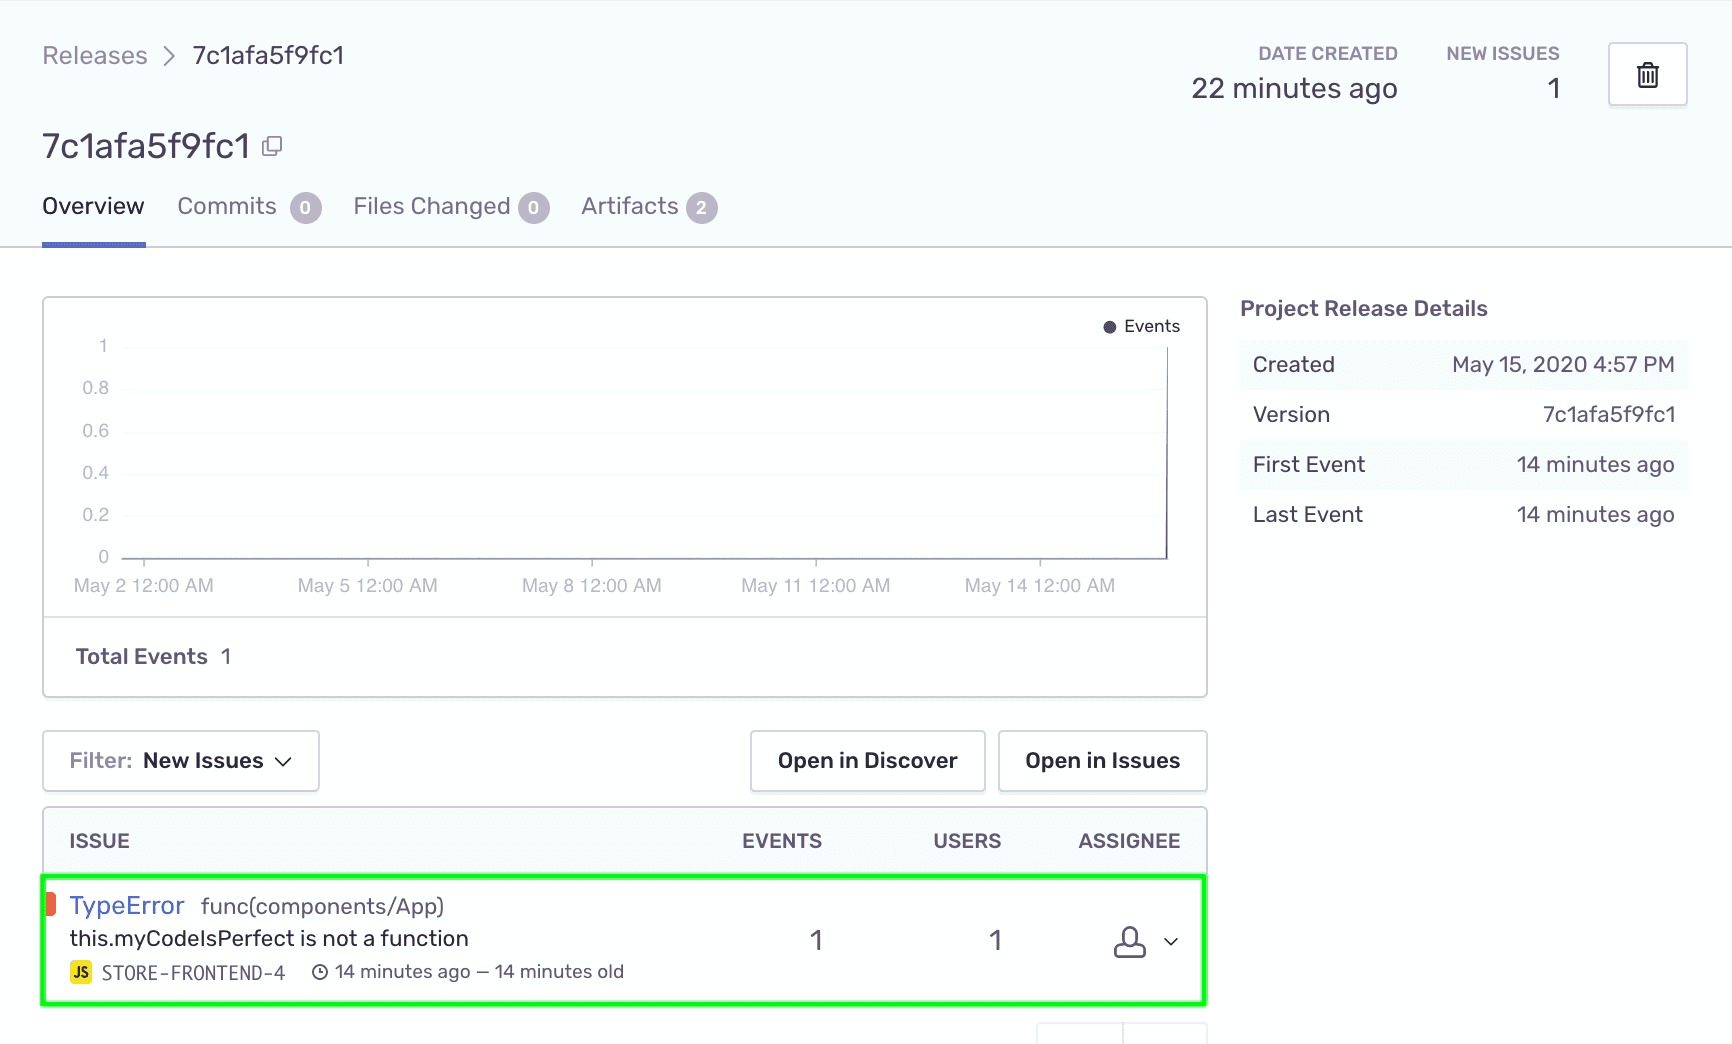 Releases > 7c1afa5f9fc1
DATE CREATED
22 minutes ago
NEW ISSUES
1
7c1afa5f9fc1
Overview Commits 0 Files Changed 0 Artifacts 2
Events
1
0.8
0.6
0.4
0.2
0
May 2 12:00 AM May 5 12:00 AM May 8 12:00 AM May 11 12:00 AM May 14 12:00 AM
Total Events 1
Project Release Details
Created May 15, 2020 4:57 PM
Version 7c1afa5f9fc1
First Event 14 minutes ago
Last Event 14 minutes ago
Filter: New Issues
Open in Discover
Open in Issues
ISSUE EVENTS USERS ASSIGNEE
TypeError func(components/App)
this.myCodeIsPerfect is not a function
1 1
JS STORE-FRONTEND-4 14 minutes ago — 14 minutes old